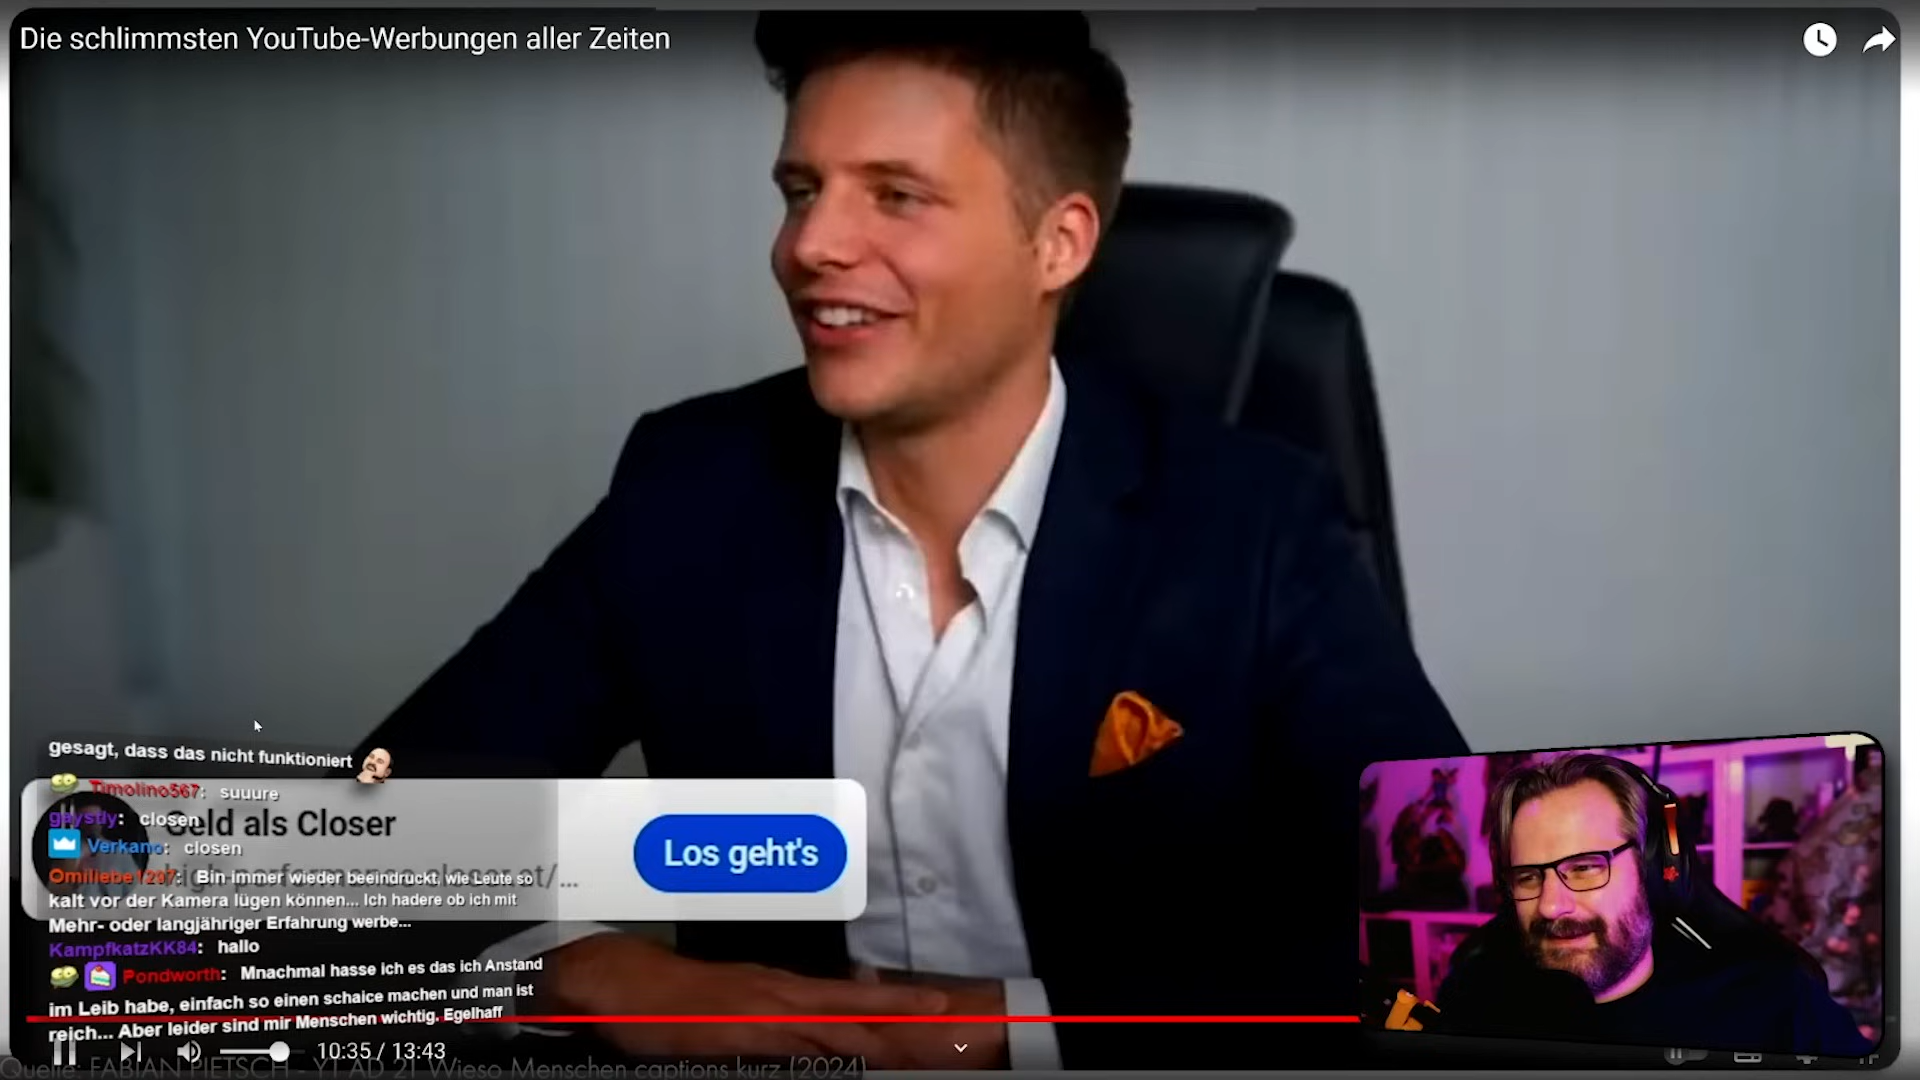 Die schlimmsten YouTube-Werbungen aller Zeiten
gesagt, dass das nicht funktioniert
Timolino567: suuure
gaystly: closen
Geld als Closer
Los geht's
Verkano: closen
Omiliebe1297: Bin immer wieder beeindruckt, wie Leute so
kalt vor der Kamera lügen können... Ich hadere ob ich mit
Mehr- oder langjähriger Erfahrung werbe...
KampfkatzKK84: hallo
Pondworth: Mnachmal hasse ich es das ich Anstand
im Leib habe, einfach so einen schaice machen und man ist
reich... Aber leider sind mir Menschen wichtig. Egelhaff
10:35 / 13:43
Quelle: FABIAN PIETSCH - YT AD 21 Wieso Menschen captions kurz (2024)